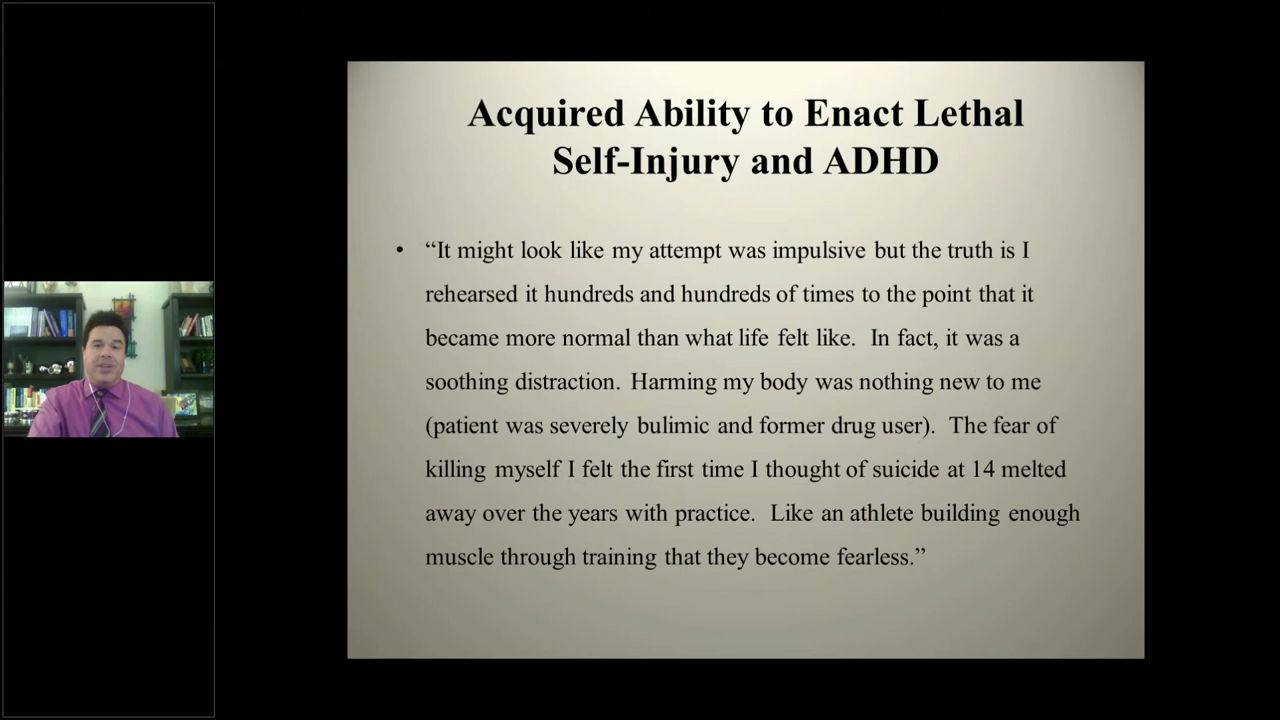 Acquired Ability to Enact Lethal
Self-Injury and ADHD
• “It might look like my attempt was impulsive but the truth is I
rehearsed it hundreds and hundreds of times to the point that it
became more normal than what life felt like.  In fact, it was a
soothing distraction.  Harming my body was nothing new to me
(patient was severely bulimic and former drug user).  The fear of
killing myself I felt the first time I thought of suicide at 14 melted
away over the years with practice.  Like an athlete building enough
muscle through training that they become fearless.”